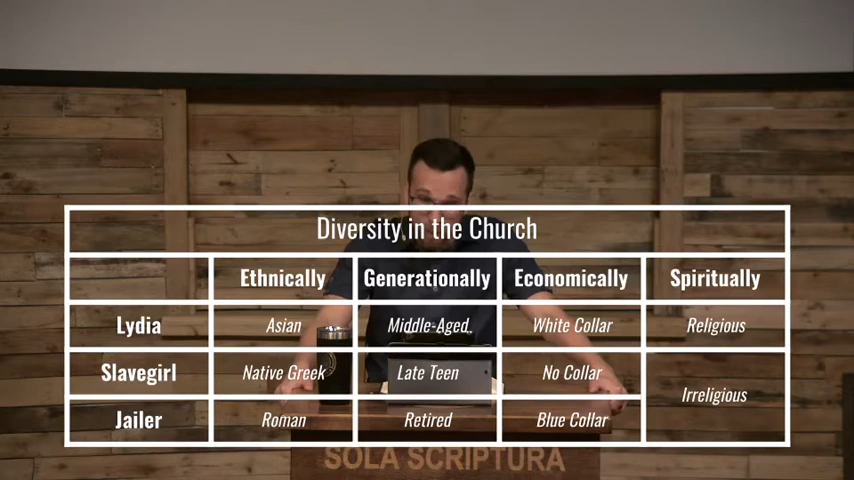 Diversity in the Church
Ethnically Generationally Economically Spiritually
Lydia Asian Middle-Aged White Collar Religious
Slavegirl Native Greek Late Teen No Collar
Irreligious
Jailer Roman Retired Blue Collar
SOLA SCRIPTURA